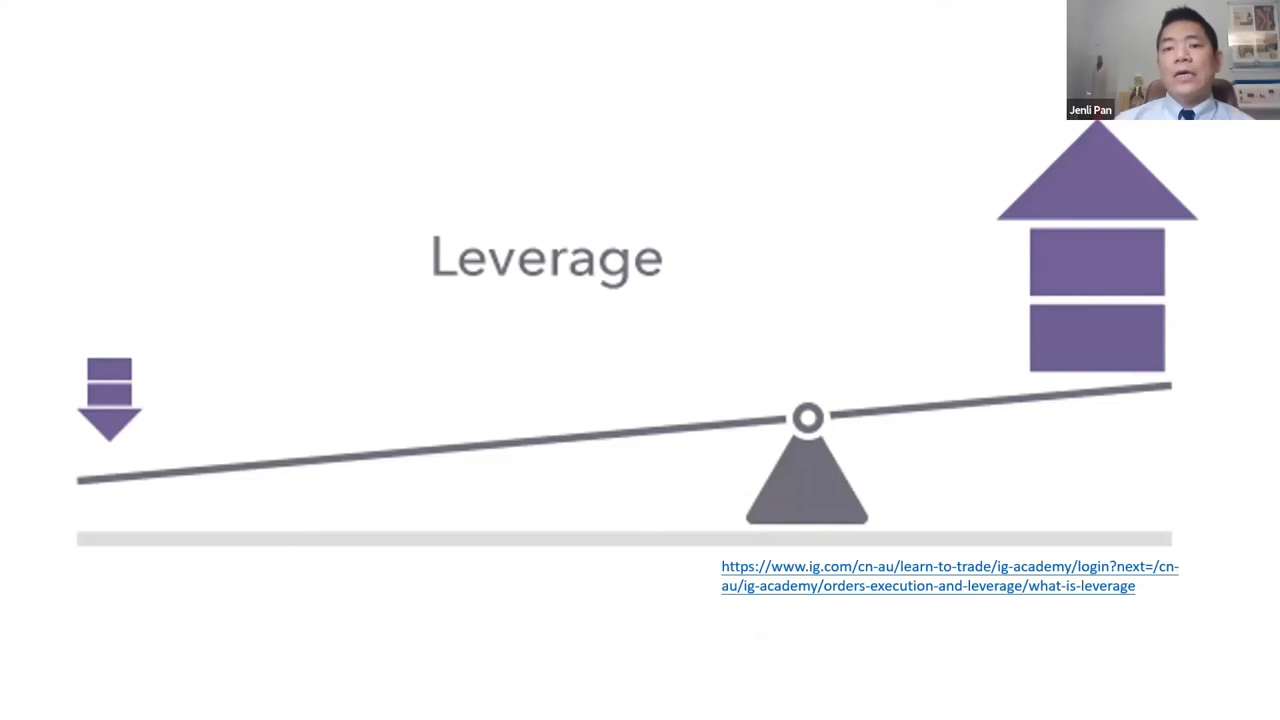 Jenli Pan
Leverage
https://www.ig.com/cn-au/learn-to-trade/ig-academy/login?next=/cn-
au/ig-academy/orders-execution-and-leverage/what-is-leverage